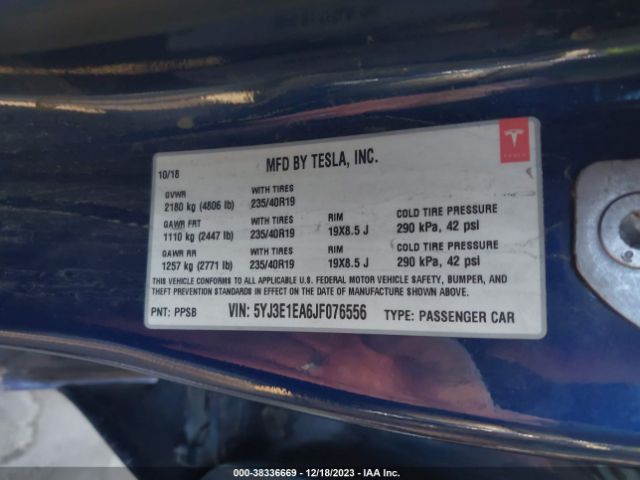 MFD BY TESLA, INC.
TESLA
10/18
GVWR
2180 kg (4806 lb)
WITH TIRES
235/40R19
GAWR FRT
1110 kg (2447 lb)
WITH TIRES
235/40R19
RIM
19X8.5 J
COLD TIRE PRESSURE
290 kPa, 42 psi
GAWR RR
1257 kg (2771 lb)
WITH TIRES
235/40R19
RIM
19X8.5 J
COLD TIRE PRESSURE
290 kPa, 42 psi
THIS VEHICLE CONFORMS TO ALL APPLICABLE U.S. FEDERAL MOTOR VEHICLE SAFETY, BUMPER, AND
THEFT PREVENTION STANDARDS IN EFFECT ON THE DATE OF MANUFACTURE SHOWN ABOVE.
PNT: PPSB
VIN: 5YJ3E1EA6JF076556
TYPE: PASSENGER CAR
000-38336669 - 12/18/2023 - IAA Inc.